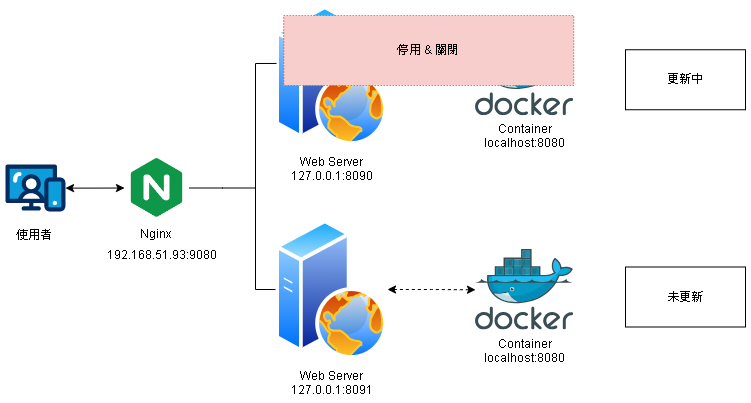 停用 & 關閉
更新中
docker
Container
localhost:8080
Web Server
127.0.0.1:8090
N
使用者
Nginx
192.168.51.93:9080
未更新
docker
Container
localhost:8080
Web Server
127.0.0.1:8091